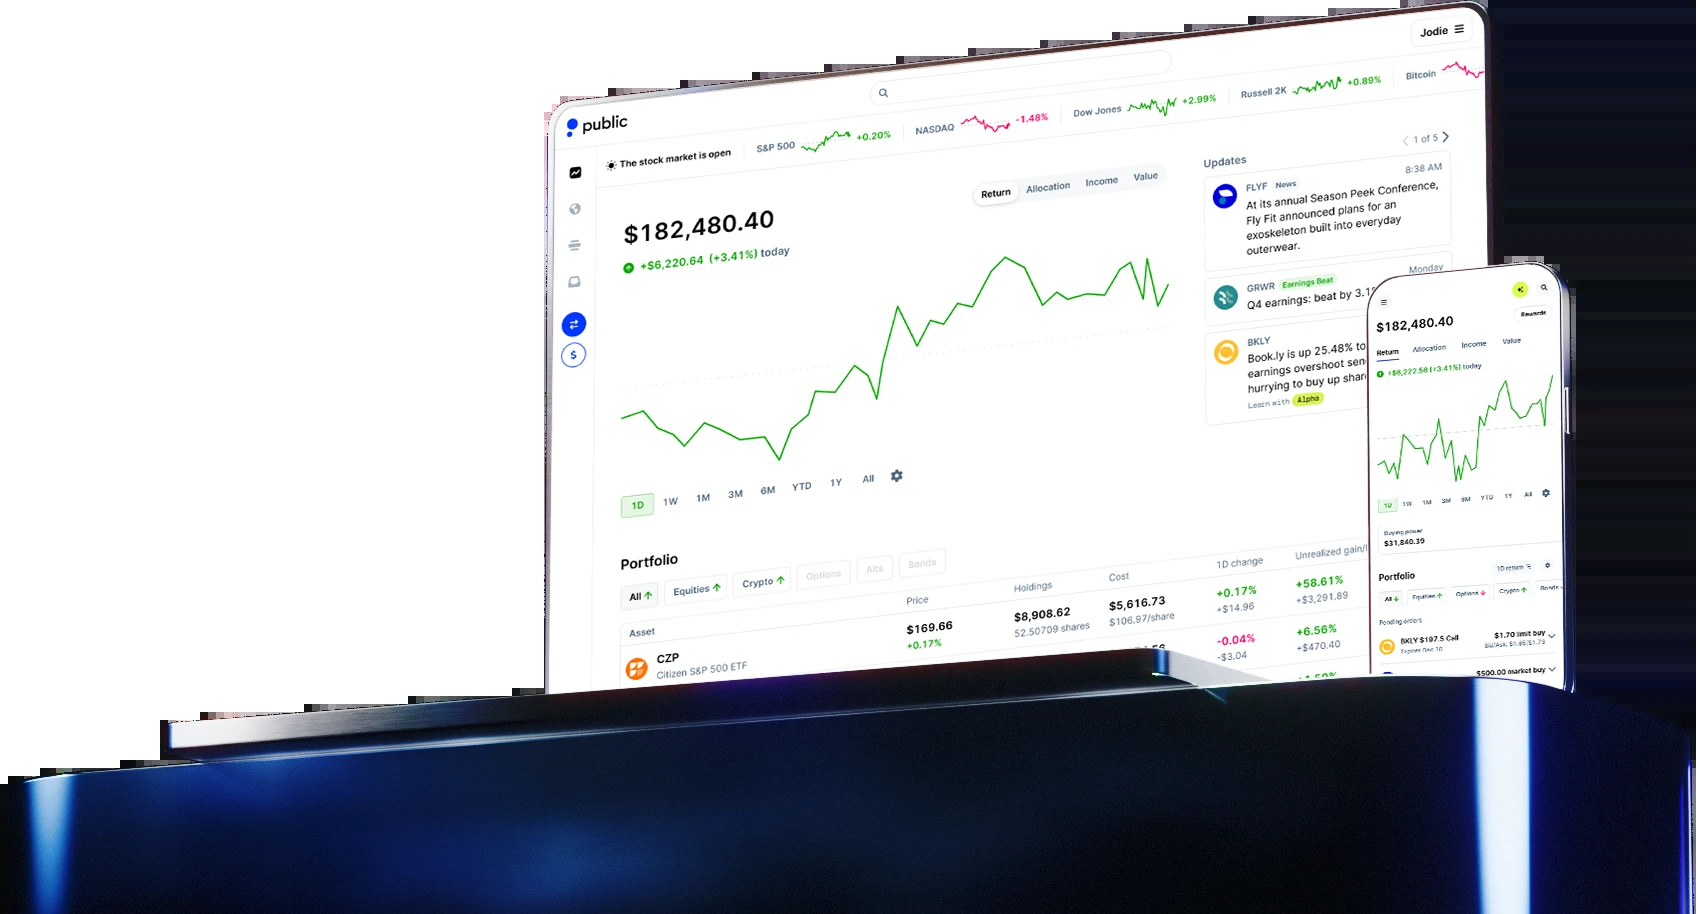 Jodie
public
The stock market is open
S&P 500 +0.20%
NASDAQ -1.48%
Dow Jones +2.99%
Russell 2K +0.89%
Bitcoin
$182,480.40
+$6,220.64 (+3.41%) today
Return Allocation Income Value
1D 1W 1M 3M 6M YTD 1Y All
Updates
1 of 5
FLYF News 8:38 AM
At its annual Season Peek Conference,
Fly Fit announced plans for an
exoskeleton built into everyday
outerwear.
Monday
GRWR Earnings Beat
Q4 earnings: beat by 3.1
BKLY
Book.ly is up 25.48% to
earnings overshoot sen
hurrying to buy up shar
Learn with Alpha
Portfolio
All Equities Crypto Options Alts Bonds
Asset Price Holdings Cost 1D change Unrealized gain/l
CZP $169.66 $8,908.62 $5,616.73 +0.17% +58.61%
Citizen S&P 500 ETF +0.17% 52.50709 shares $106.97/share +$14.96 +$3,291.89
-0.04% +6.56%
-$3.04 +$470.40
$182,480.40
Rewards
Return Allocation Income Value
+$6,222.56 (+3.41%) today
1D 1W 1M 3M 6M YTD 1Y All
Buying power
$31,840.39
Portfolio
1D return
All Equities Options Crypto Bonds
Pending orders
BKLY $197.5 Call $1.70 limit buy
Expires Dec 10 Bid/Ask: $1.65/$1.73
$500.00 market buy